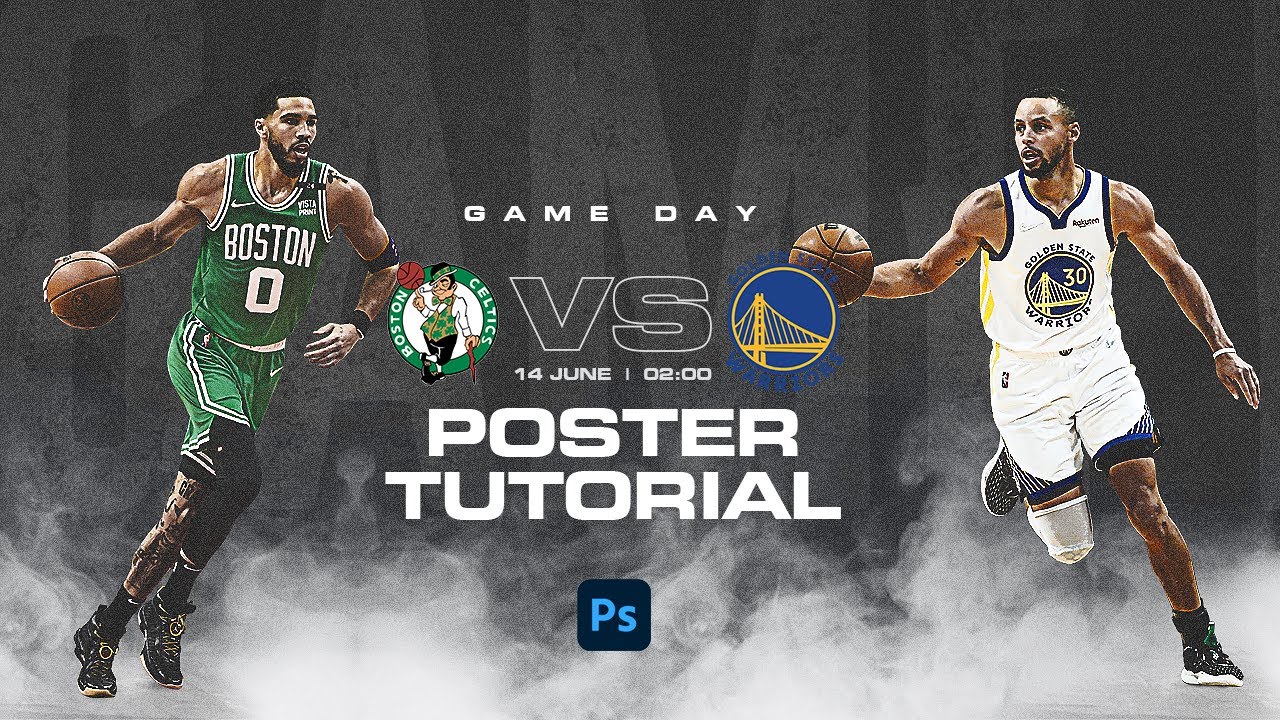 GAME
GAME DAY
VISTA
PRINT
BOSTON
0
BOSTON CELTICS
VS
GOLDEN STATE
WARRIORS
Rakuten
GOLDEN STATE
30
WARRIORS
14 JUNE | 02:00
POSTER
TUTORIAL
Ps